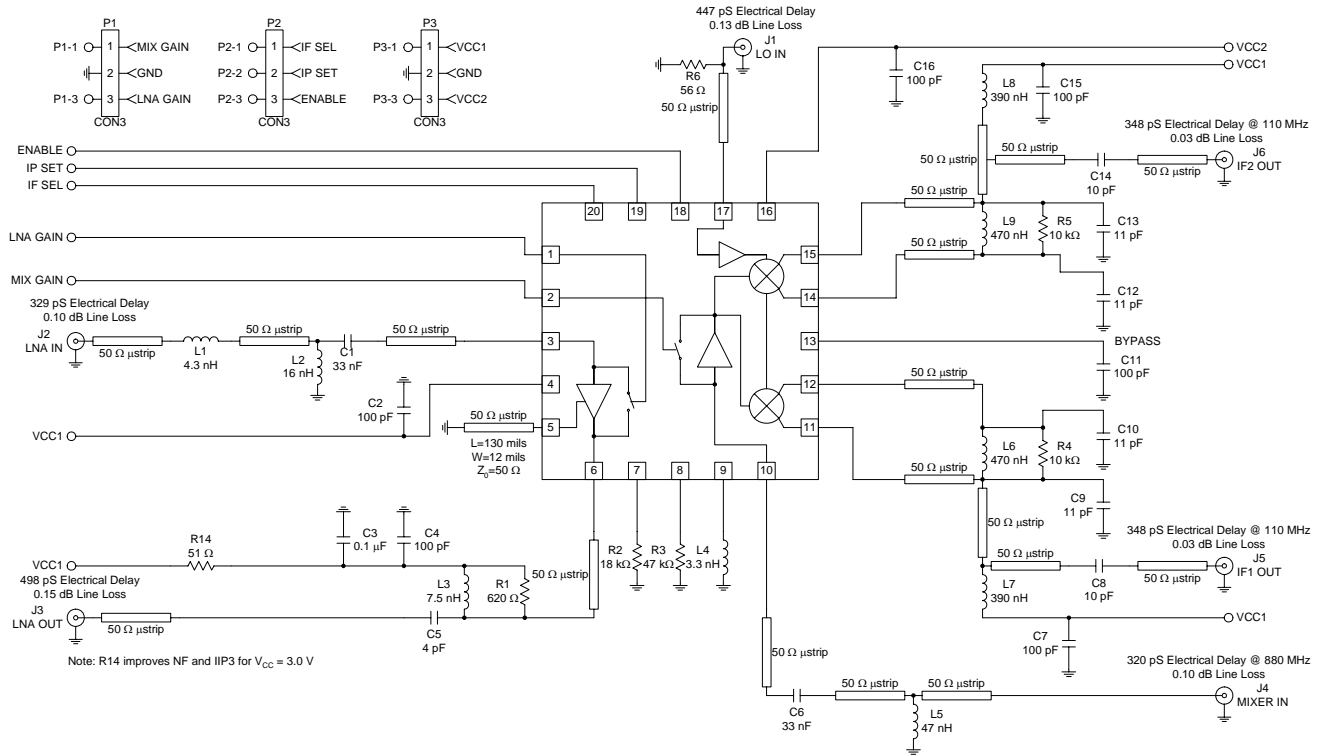 P1
P1-1
1
MIX GAIN
2
GND
P1-3
3
LNA GAIN
CON3
P2
P2-1
1
IF SEL
P2-2
2
IP SET
P2-3
3
ENABLE
CON3
P3
P3-1
1
VCC1
2
GND
P3-3
3
VCC2
CON3
447 pS Electrical Delay
0.13 dB Line Loss
J1
LO IN
R6
56 Ω
50 Ω µstrip
C16
100 pF
VCC2
VCC1
L8
390 nH
C15
100 pF
348 pS Electrical Delay @ 110 MHz
0.03 dB Line Loss
50 Ω µstrip
50 Ω µstrip
C14
10 pF
50 Ω µstrip
J6
IF2 OUT
ENABLE
IP SET
IF SEL
LNA GAIN
MIX GAIN
20
19
18
17
16
50 Ω µstrip
L9
470 nH
R5
10 kΩ
C13
11 pF
50 Ω µstrip
C12
11 pF
1
2
3
4
5
6
7
8
9
10
15
14
13
12
11
BYPASS
C11
100 pF
329 pS Electrical Delay
0.10 dB Line Loss
J2
LNA IN
50 Ω µstrip
L1
4.3 nH
50 Ω µstrip
L2
16 nH
C1
33 nF
50 Ω µstrip
C2
100 pF
VCC1
50 Ω µstrip
L=130 mils
W=12 mils
Z0=50 Ω
50 Ω µstrip
L6
470 nH
R4
10 kΩ
C10
11 pF
50 Ω µstrip
C9
11 pF
50 Ω µstrip
348 pS Electrical Delay @ 110 MHz
0.03 dB Line Loss
50 Ω µstrip
C8
10 pF
50 Ω µstrip
J5
IF1 OUT
L7
390 nH
VCC1
C7
100 pF
VCC1
R14
51 Ω
C3
0.1 µF
C4
100 pF
498 pS Electrical Delay
0.15 dB Line Loss
J3
LNA OUT
50 Ω µstrip
L3
7.5 nH
R1
620 Ω
C5
4 pF
50 Ω µstrip
R2
18 kΩ
R3
47 kΩ
L4
3.3 nH
Note: R14 improves NF and IIP3 for VCC = 3.0 V
50 Ω µstrip
C6
33 nF
50 Ω µstrip
50 Ω µstrip
L5
47 nH
320 pS Electrical Delay @ 880 MHz
0.10 dB Line Loss
J4
MIXER IN